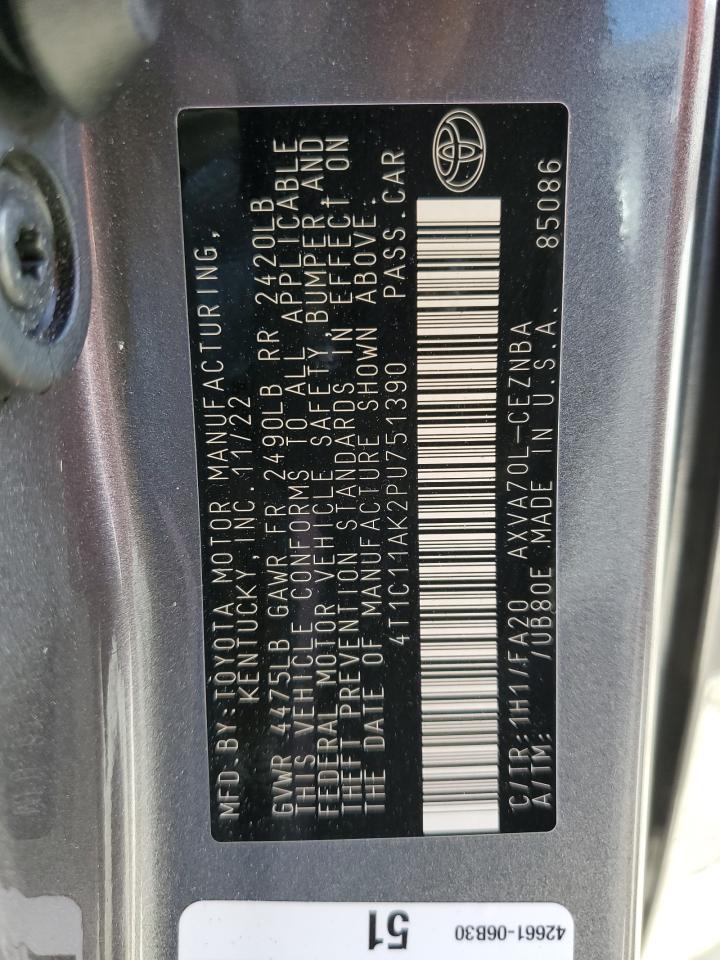 MFD.BY:TOYOTA MOTOR MANUFACTURING,
KENTUCKY,INC. 11/22
GVWR 4475LB GAWR FR 2490LB RR 2420LB
THIS VEHICLE CONFORMS TO ALL APPLICABLE
FEDERAL MOTOR VEHICLE SAFETY,BUMPER,AND
THEFT PREVENTION STANDARDS IN EFFECT ON
THE DATE OF MANUFACTURE SHOWN ABOVE.
4T1C11AK2PU751390 PASS.CAR
C/TR:1H1/FA20 AXVA70L-CEZNBA
A/TM: /UB80E MADE IN U.S.A. 85086
51
42661-06B30